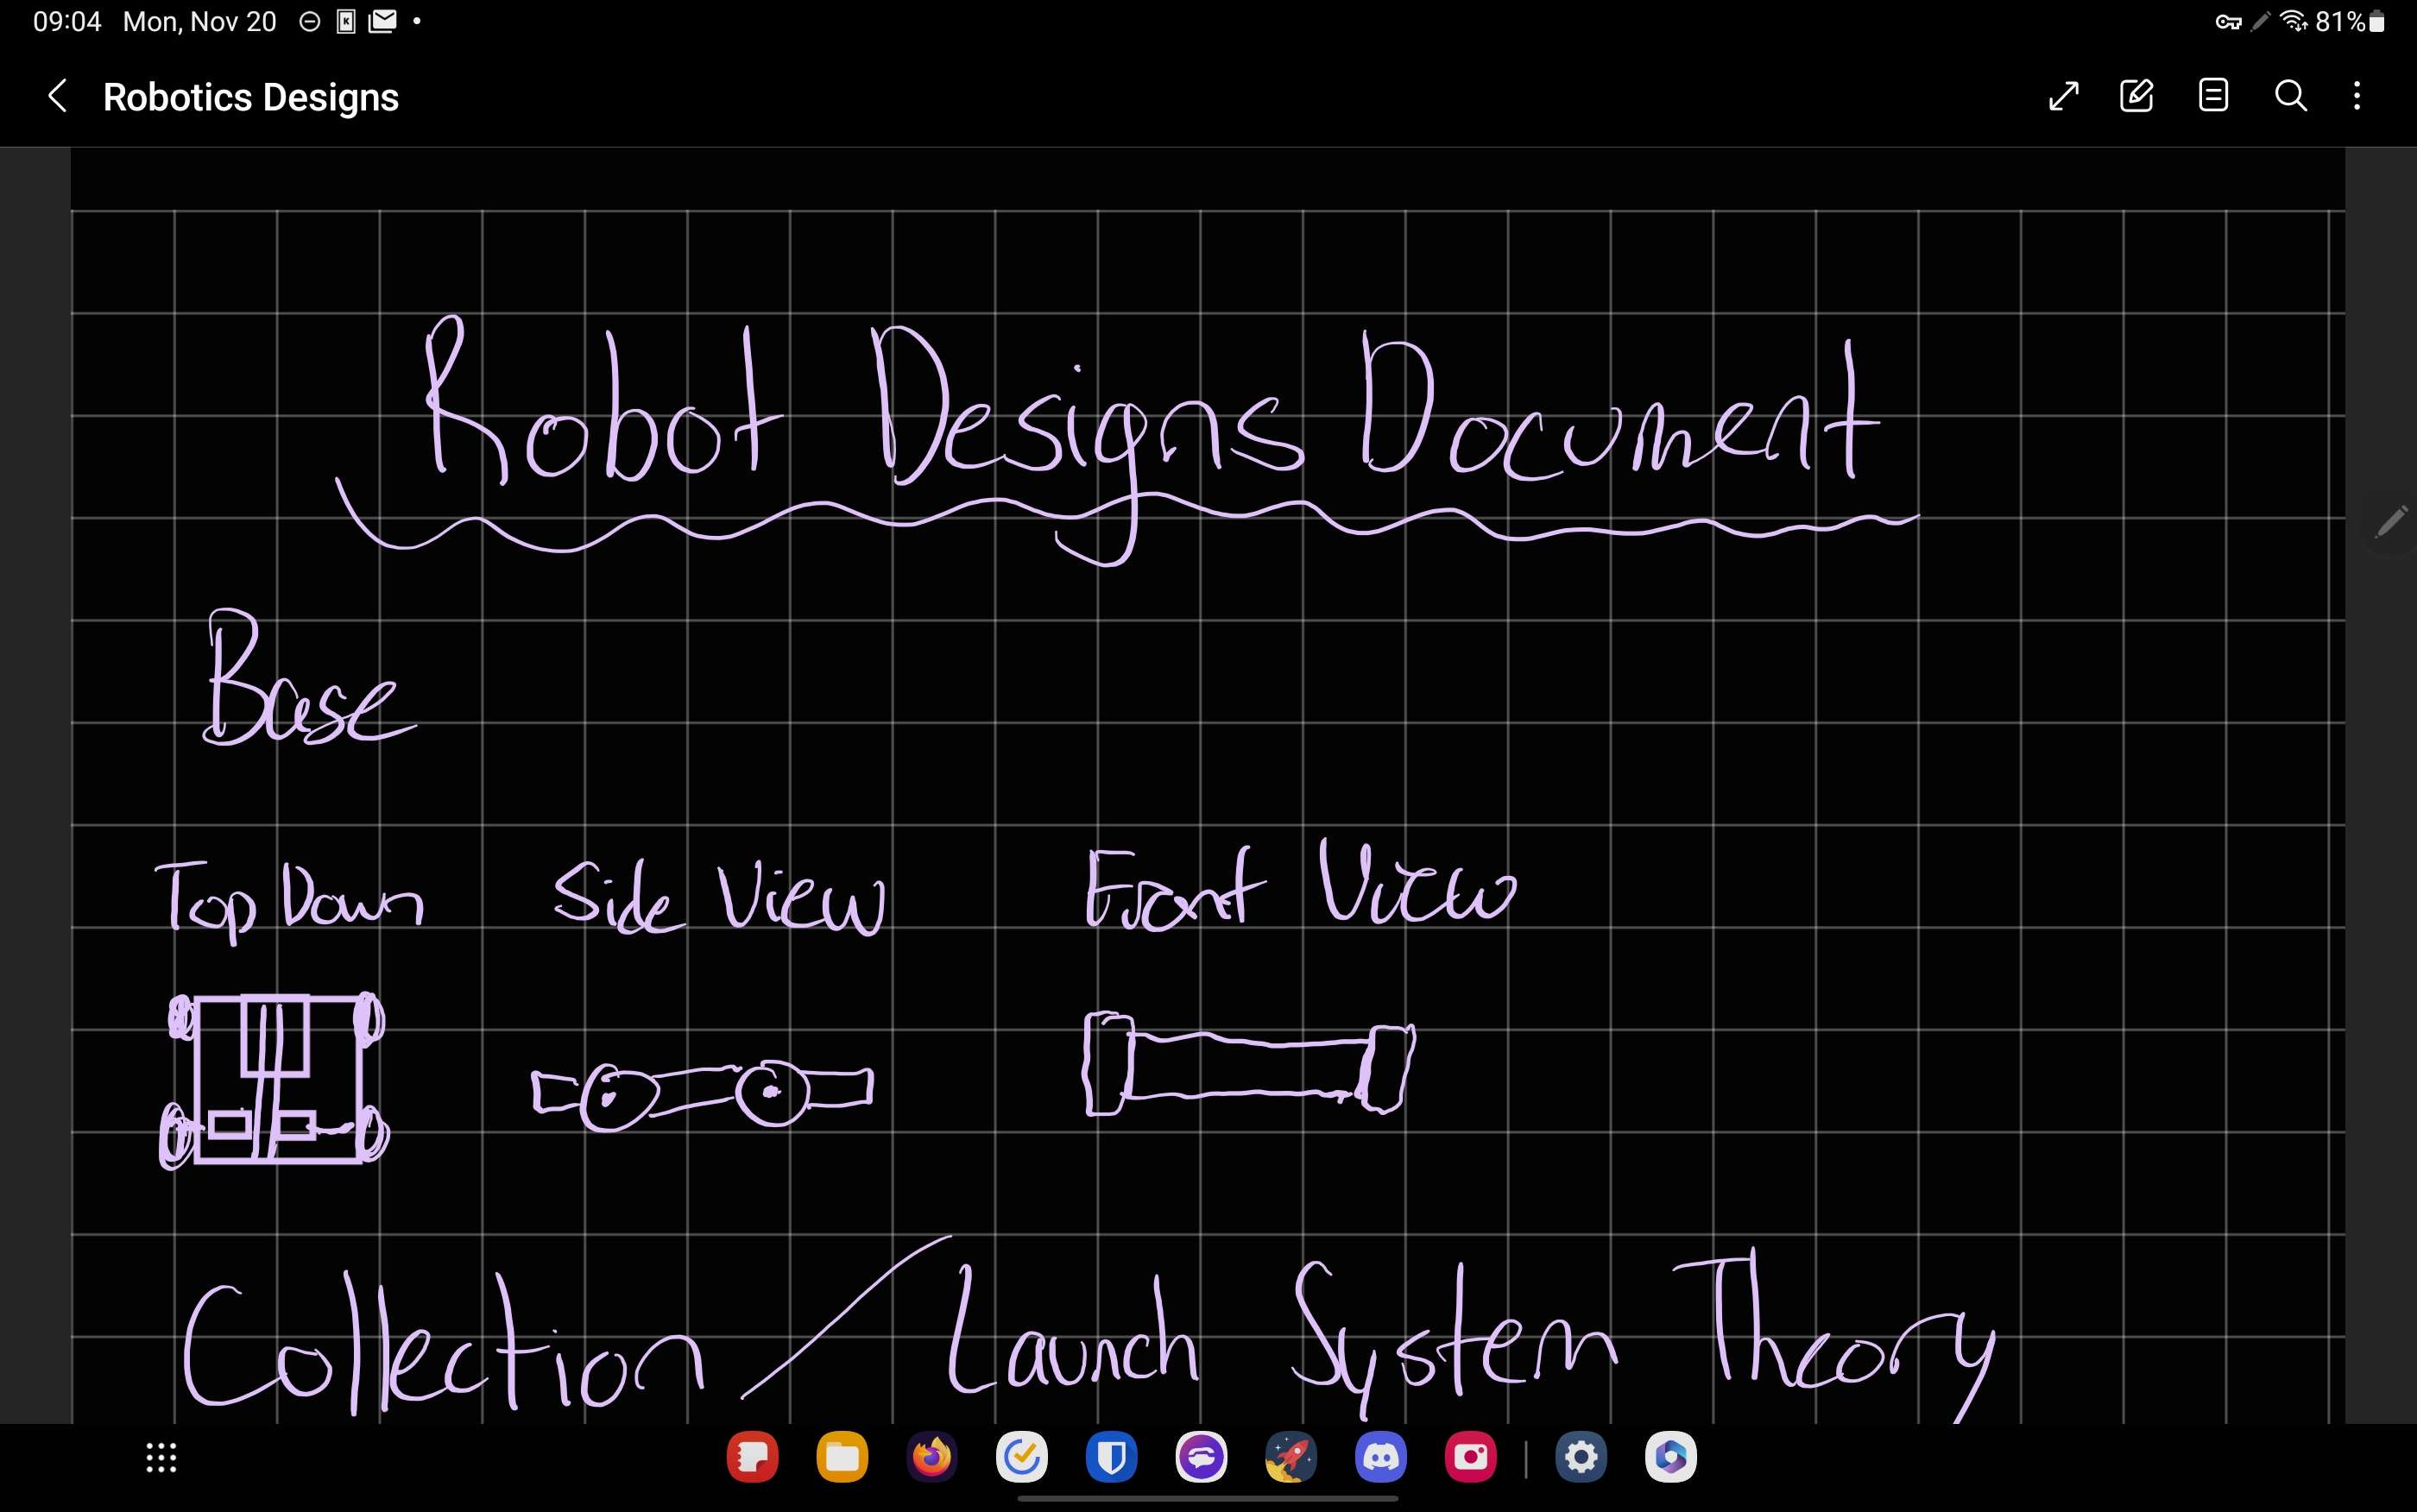 09:04 Mon, Nov 20 81%
Robotics Designs
Robot Designs Document
Base
Top Down Side View Front View
Collection / Launch System Theory